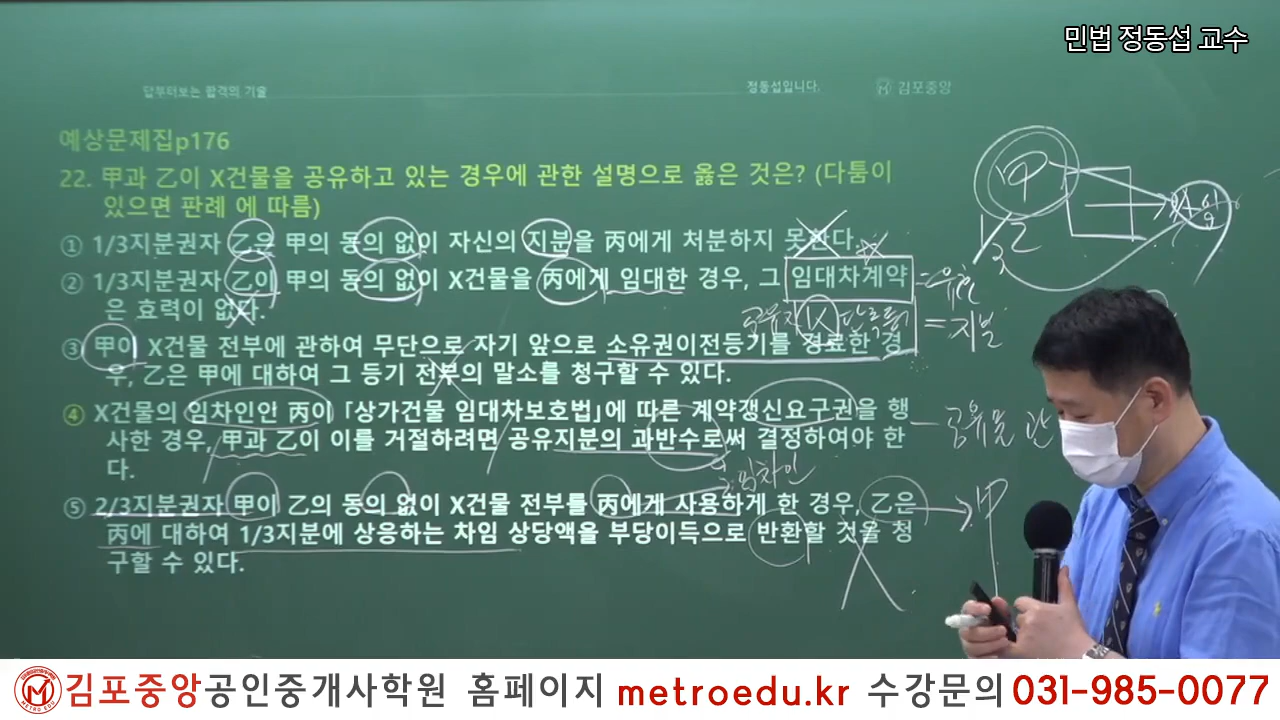 민법 정동섭 교수
답부터보는 합격의 기술
정동섭입니다.
김포중앙
예상문제집p176
22. 甲과 乙이 X건물을 공유하고 있는 경우에 관한 설명으로 옳은 것은? (다툼이
있으면 판례 에 따름)
① 1/3지분권자 乙은 甲의 동의 없이 자신의 지분을 丙에게 처분하지 못한다.
② 1/3지분권자 乙이 甲의 동의 없이 X건물을 丙에게 임대한 경우, 그 임대차계약
은 효력이 없다.
= 유효
= 지분
③ 甲이 X건물 전부에 관하여 무단으로 자기 앞으로 소유권이전등기를 경료한 경
우, 乙은 甲에 대하여 그 등기 전부의 말소를 청구할 수 있다.
④ X건물의 임차인안 丙이 「상가건물 임대차보호법」에 따른 계약갱신요구권을 행
사한 경우, 甲과 乙이 이를 거절하려면 공유지분의 과반수로써 결정하여야 한
다.
공유물 관
임차인
⑤ 2/3지분권자 甲이 乙의 동의 없이 X건물 전부를 丙에게 사용하게 한 경우, 乙은
丙에 대하여 1/3지분에 상응하는 차임 상당액을 부당이득으로 반환할 것을 청
구할 수 있다.
甲
甲
2
3
김포중앙공인중개사학원 홈페이지 metroedu.kr 수강문의 031-985-0077